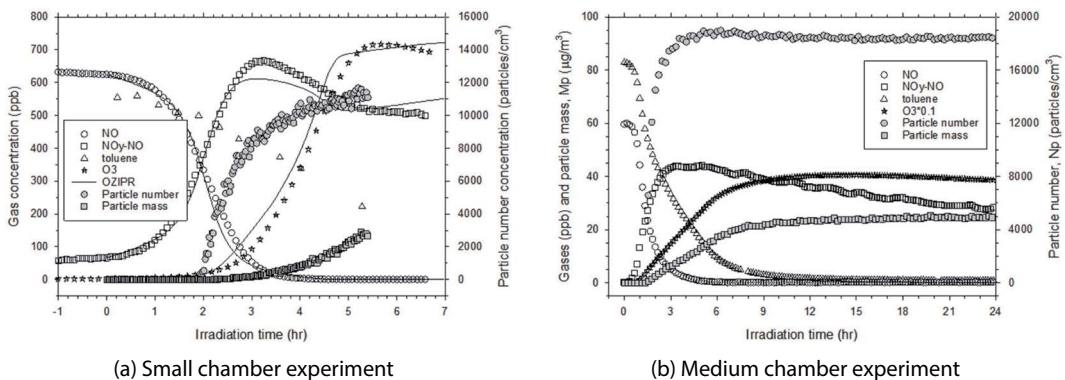 Gas concentration (ppb)
800
700
600
500
400
300
200
100
0
NO
NOy-NO
toluene
O3
OZIPR
Particle number
Particle mass
16000
14000
12000
10000
8000
6000
4000
2000
0
Particle number concentration (particles/cm³)
-1 0 1 2 3 4 5 6 7
Irradiation time (hr)
(a) Small chamber experiment
Gases (ppb) and particle mass, Mp (µg/m³)
100
80
60
40
20
0
NO
NOy-NO
toluene
O3*0.1
Particle number
Particle mass
20000
16000
12000
8000
4000
0
Particle number, Np (particles/cm³)
0 3 6 9 12 15 18 21 24
Irradiation time (hr)
(b) Medium chamber experiment